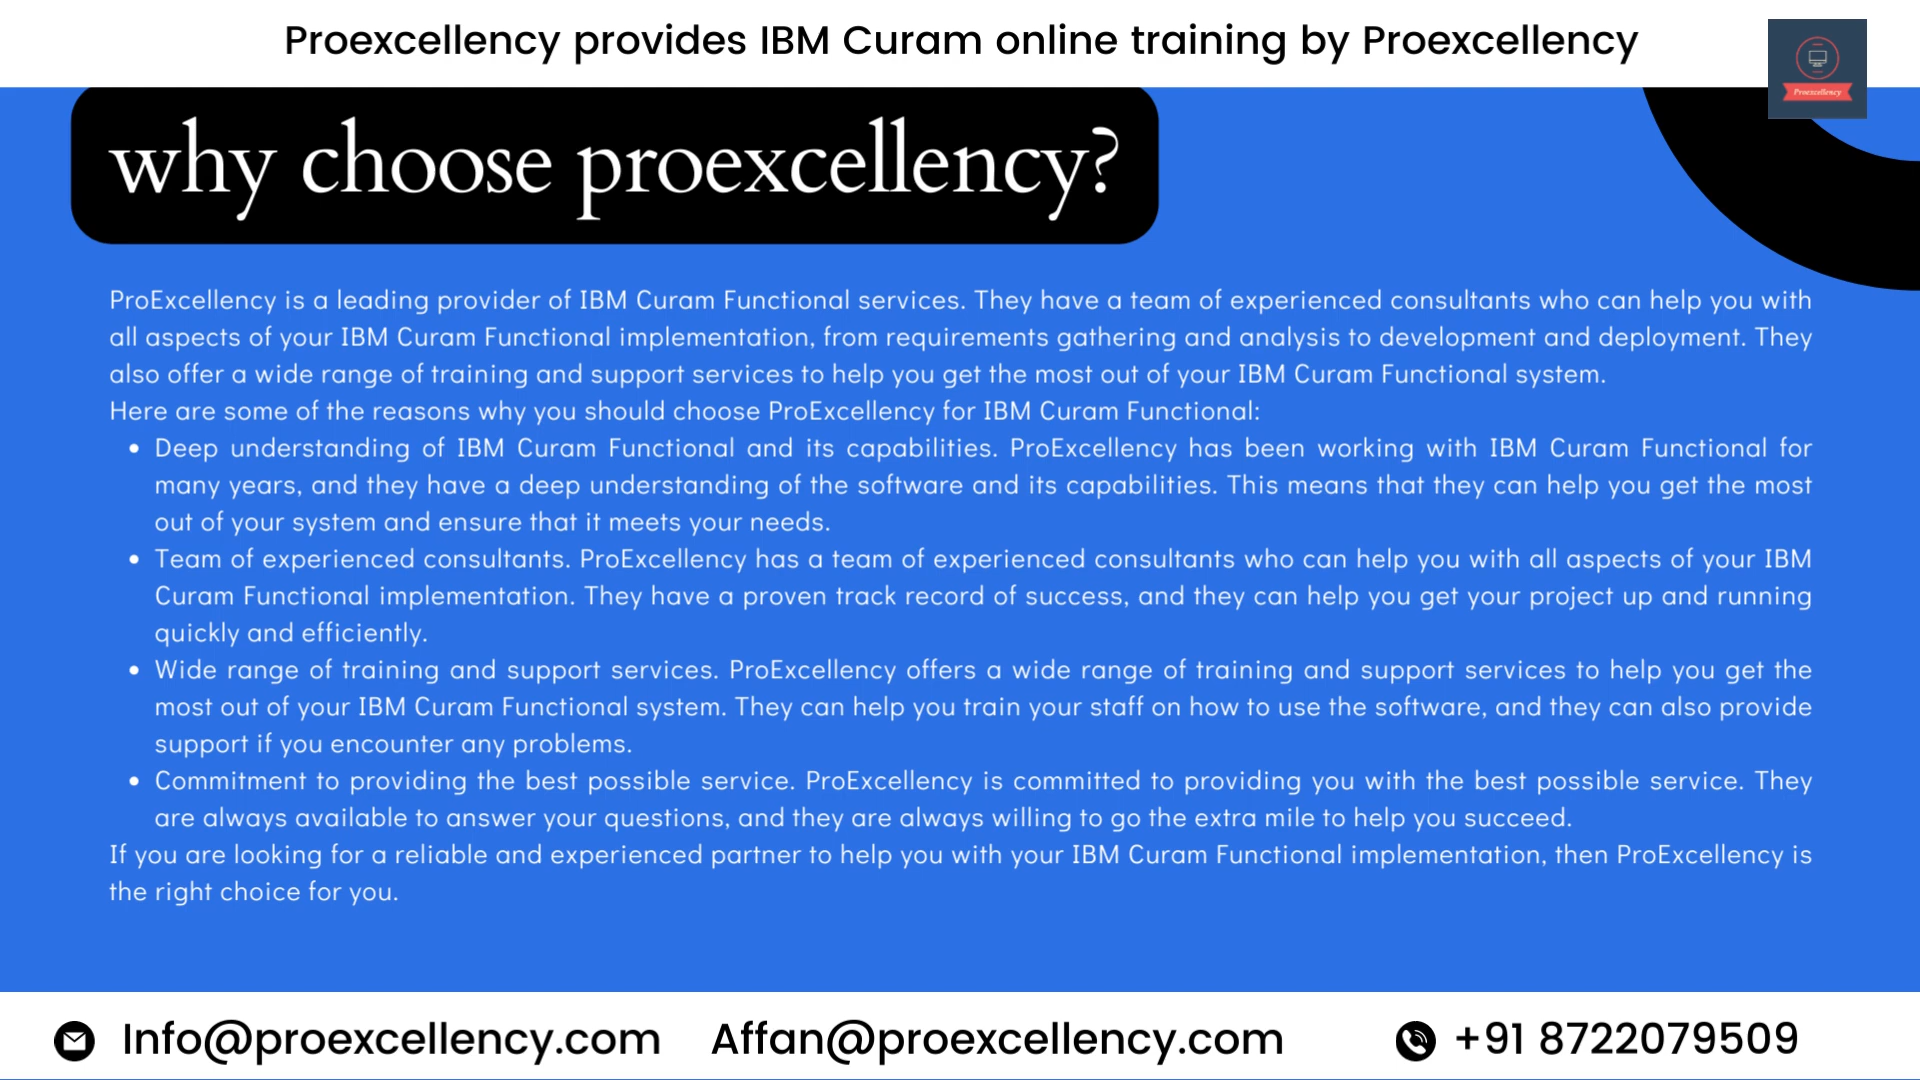 Proexcellency provides IBM Curam online training by Proexcellency
Proexcellency
why choose proexcellency?
ProExcellency is a leading provider of IBM Curam Functional services. They have a team of experienced consultants who can help you with
all aspects of your IBM Curam Functional implementation, from requirements gathering and analysis to development and deployment. They
also offer a wide range of training and support services to help you get the most out of your IBM Curam Functional system.
Here are some of the reasons why you should choose ProExcellency for IBM Curam Functional:
• Deep understanding of IBM Curam Functional and its capabilities. ProExcellency has been working with IBM Curam Functional for
many years, and they have a deep understanding of the software and its capabilities. This means that they can help you get the most
out of your system and ensure that it meets your needs.
• Team of experienced consultants. ProExcellency has a team of experienced consultants who can help you with all aspects of your IBM
Curam Functional implementation. They have a proven track record of success, and they can help you get your project up and running
quickly and efficiently.
• Wide range of training and support services. ProExcellency offers a wide range of training and support services to help you get the
most out of your IBM Curam Functional system. They can help you train your staff on how to use the software, and they can also provide
support if you encounter any problems.
• Commitment to providing the best possible service. ProExcellency is committed to providing you with the best possible service. They
are always available to answer your questions, and they are always willing to go the extra mile to help you succeed.
If you are looking for a reliable and experienced partner to help you with your IBM Curam Functional implementation, then ProExcellency is
the right choice for you.
Info@proexcellency.com Affan@proexcellency.com +91 8722079509